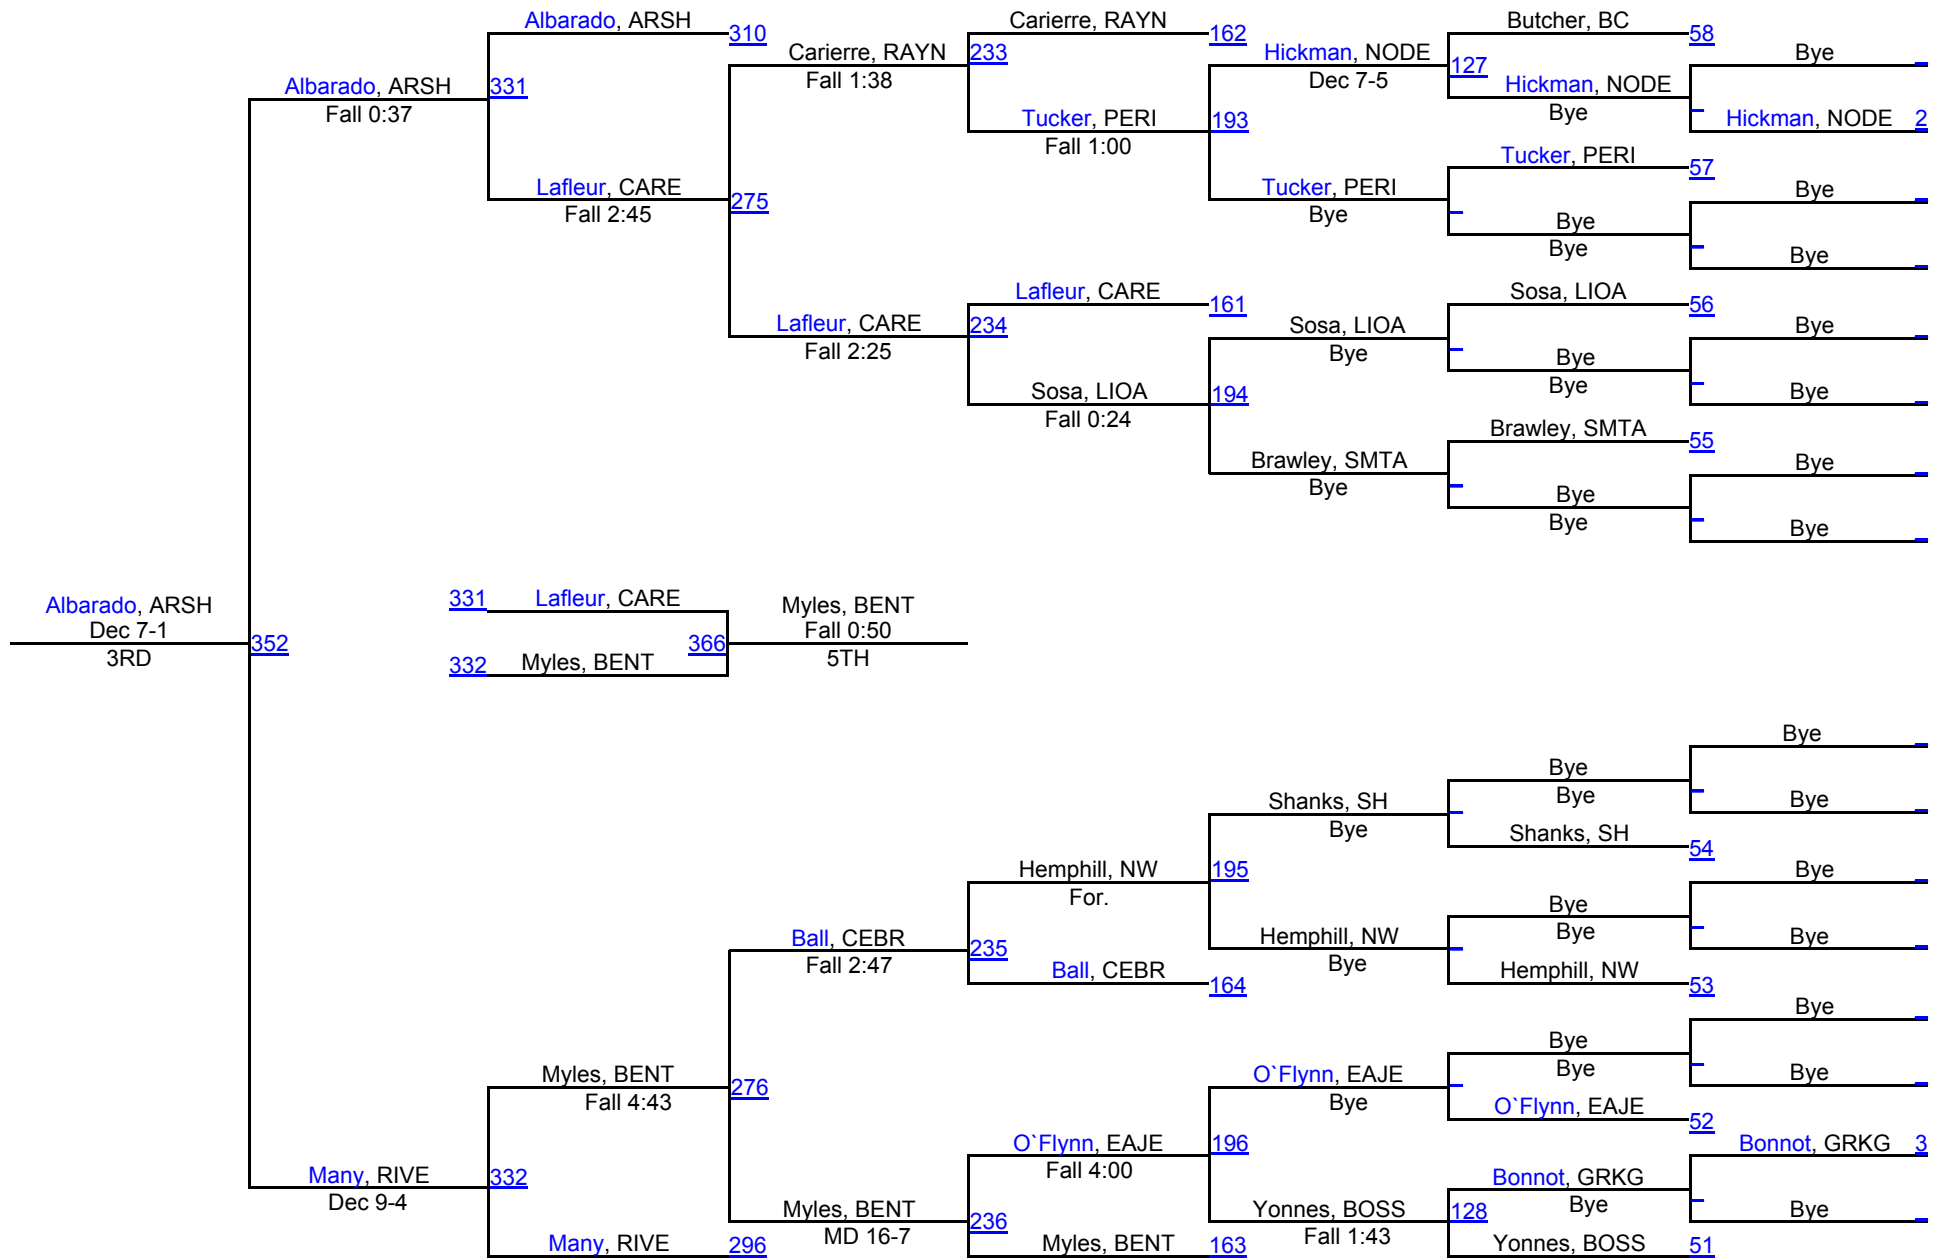 Albarado, ARSH
310
Carierre, RAYN
162
Butcher, BC
58
Carierre, RAYN
233
Fall 1:38
Hickman, NODE
127
Dec 7-5
Bye
Albarado, ARSH
331
Fall 0:37
Hickman, NODE
Bye
Tucker, PERI
193
Fall 1:00
Hickman, NODE 2
Tucker, PERI
57
Lafleur, CARE
275
Fall 2:45
Tucker, PERI
Bye
Bye
Bye
Bye
Bye
Lafleur, CARE
161
Sosa, LIOA
56
Lafleur, CARE
234
Fall 2:25
Sosa, LIOA
Bye
Bye
Bye
Bye
Sosa, LIOA
194
Fall 0:24
Bye
Brawley, SMTA
55
Brawley, SMTA
Bye
Bye
Bye
Bye
Bye
Albarado, ARSH
Dec 7-1
352
3RD
331 Lafleur, CARE
366
332 Myles, BENT
Myles, BENT
Fall 0:50
5TH
Bye
Bye
Bye
Bye
Shanks, SH
Bye
Shanks, SH
54
Hemphill, NW
195
For.
Bye
Bye
Bye
Bye
Ball, CEBR
235
Fall 2:47
Hemphill, NW
Bye
Ball, CEBR
164
Hemphill, NW
53
Bye
Bye
Bye
Bye
Myles, BENT
276
Fall 4:43
O`Flynn, EAJE
Bye
O`Flynn, EAJE
52
O`Flynn, EAJE
196
Fall 4:00
Bonnot, GRKG 3
Many, RIVE
332
Dec 9-4
Bonnot, GRKG
Bye
Myles, BENT
236
MD 16-7
Yonnes, BOSS
128
Fall 1:43
Bye
Many, RIVE
296
Myles, BENT
163
Yonnes, BOSS
51